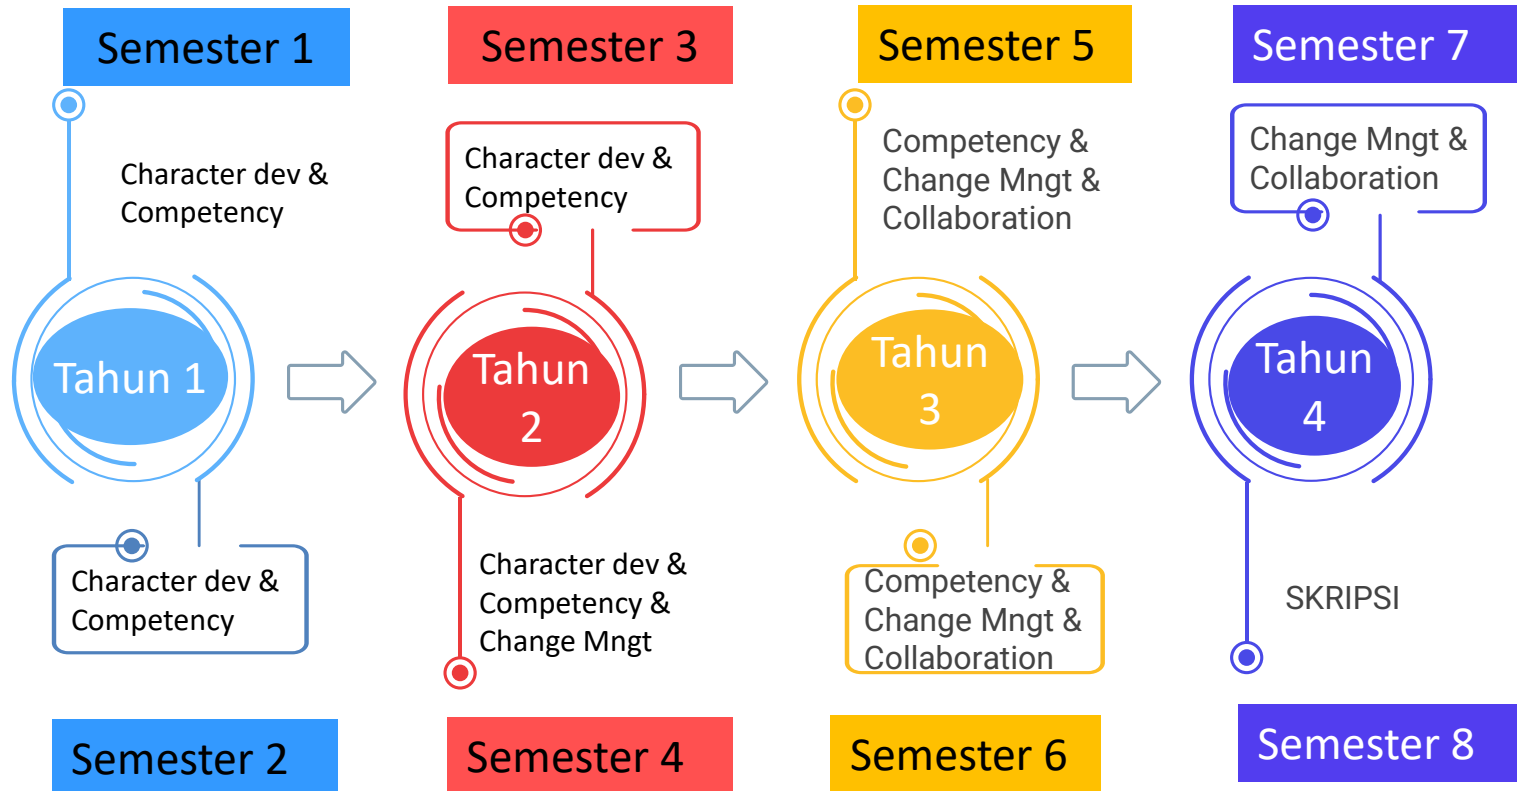 Semester 1
Semester 3
Semester 5
Semester 7
Character dev &
Competency
Character dev &
Competency
Competency &
Change Mngt &
Collaboration
Change Mngt &
Collaboration
Tahun 1
Tahun
2
Tahun
3
Tahun
4
Character dev &
Competency
Character dev &
Competency &
Change Mngt
Competency &
Change Mngt &
Collaboration
SKRIPSI
Semester 2
Semester 4
Semester 6
Semester 8